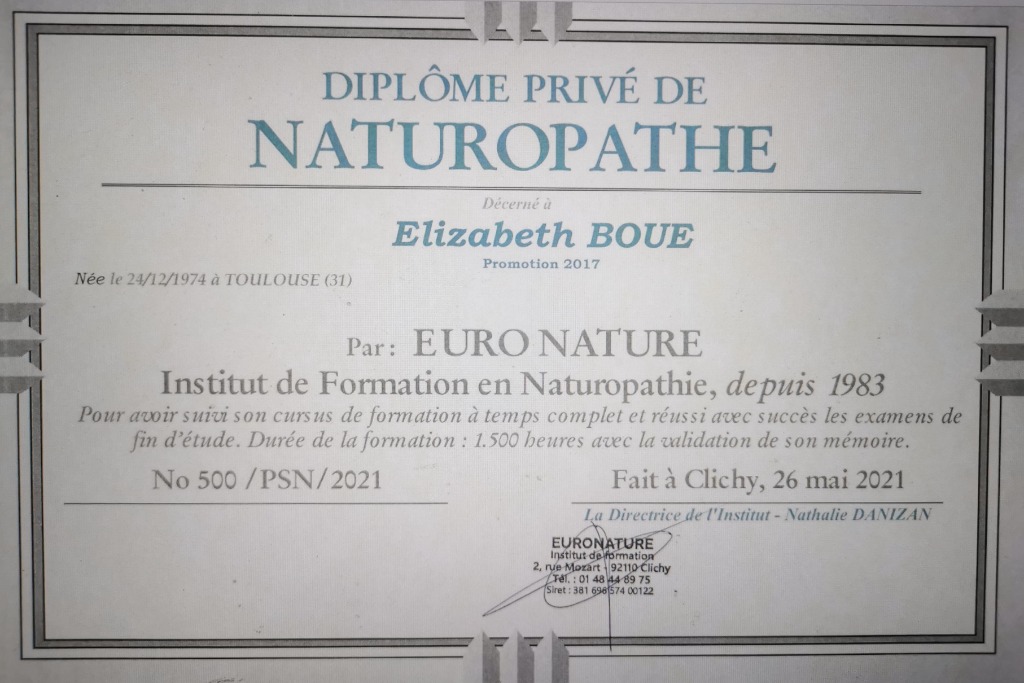 DIPLÔME PRIVÉ DE
NATUROPATHE
Décerné à
Elizabeth BOUE
Promotion 2017
Née le 24/12/1974 à TOULOUSE (31)
Par : EURO NATURE
Institut de Formation en Naturopathie, depuis 1983
Pour avoir suivi son cursus de formation à temps complet et réussi avec succès les examens de
fin d'étude. Durée de la formation : 1.500 heures avec la validation de son mémoire.
No 500 /PSN/2021
Fait à Clichy, 26 mai 2021
La Directrice de l'Institut - Nathalie DANIZAN
EURONATURE
Institut de formation
2, rue Mozart - 92110 Clichy
Tél. : 01 48 44 89 75
Siret : 381 696 574 00122